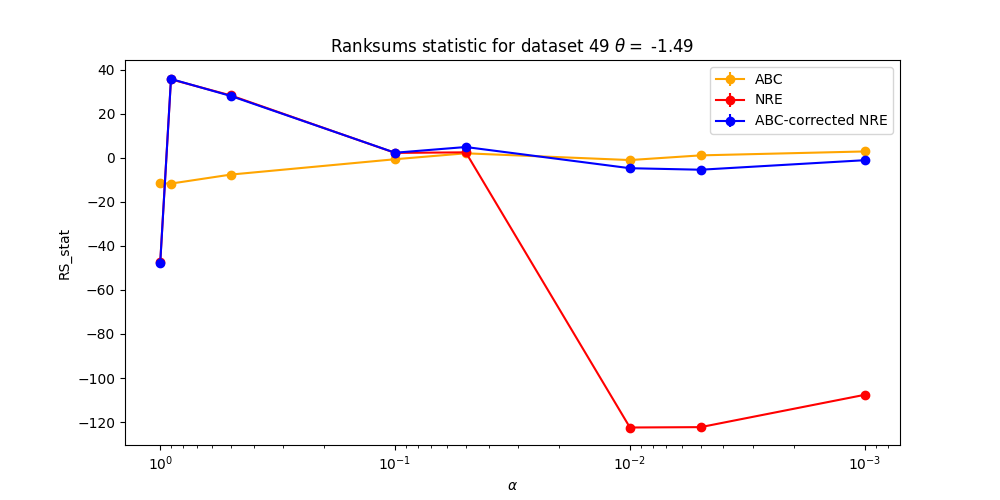 Ranksums statistic for dataset 49 θ = -1.49
ABC
NRE
ABC-corrected NRE
RS_stat
40
20
0
−20
−40
−60
−80
−100
−120
10⁰
10⁻¹
10⁻²
10⁻³
α